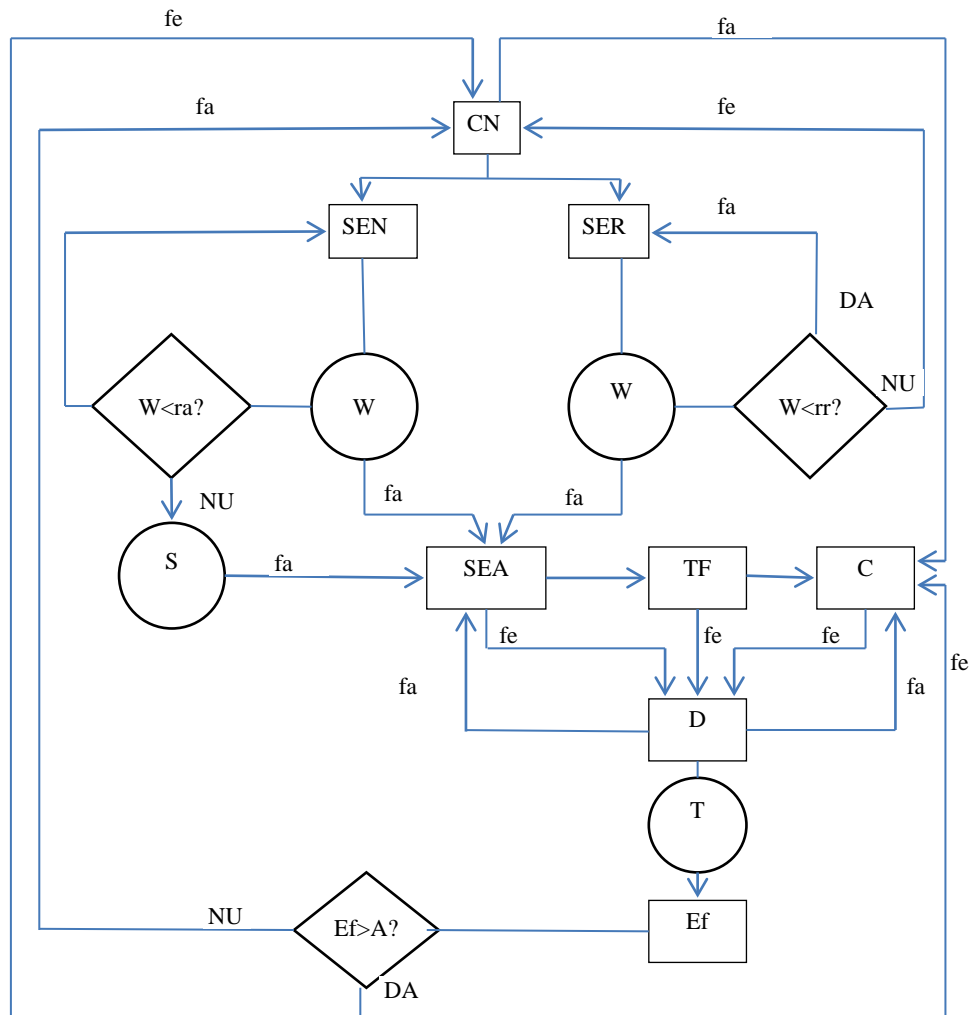 fe
fa
fa
fe
CN
SEN
SER
fa
DA
W<ra?
W
W
W<rr?
NU
NU
fa
fa
S
fa
SEA
TF
C
fe
fe
fe
fe
fa
fa
D
T
NU
Ef>A?
Ef
DA